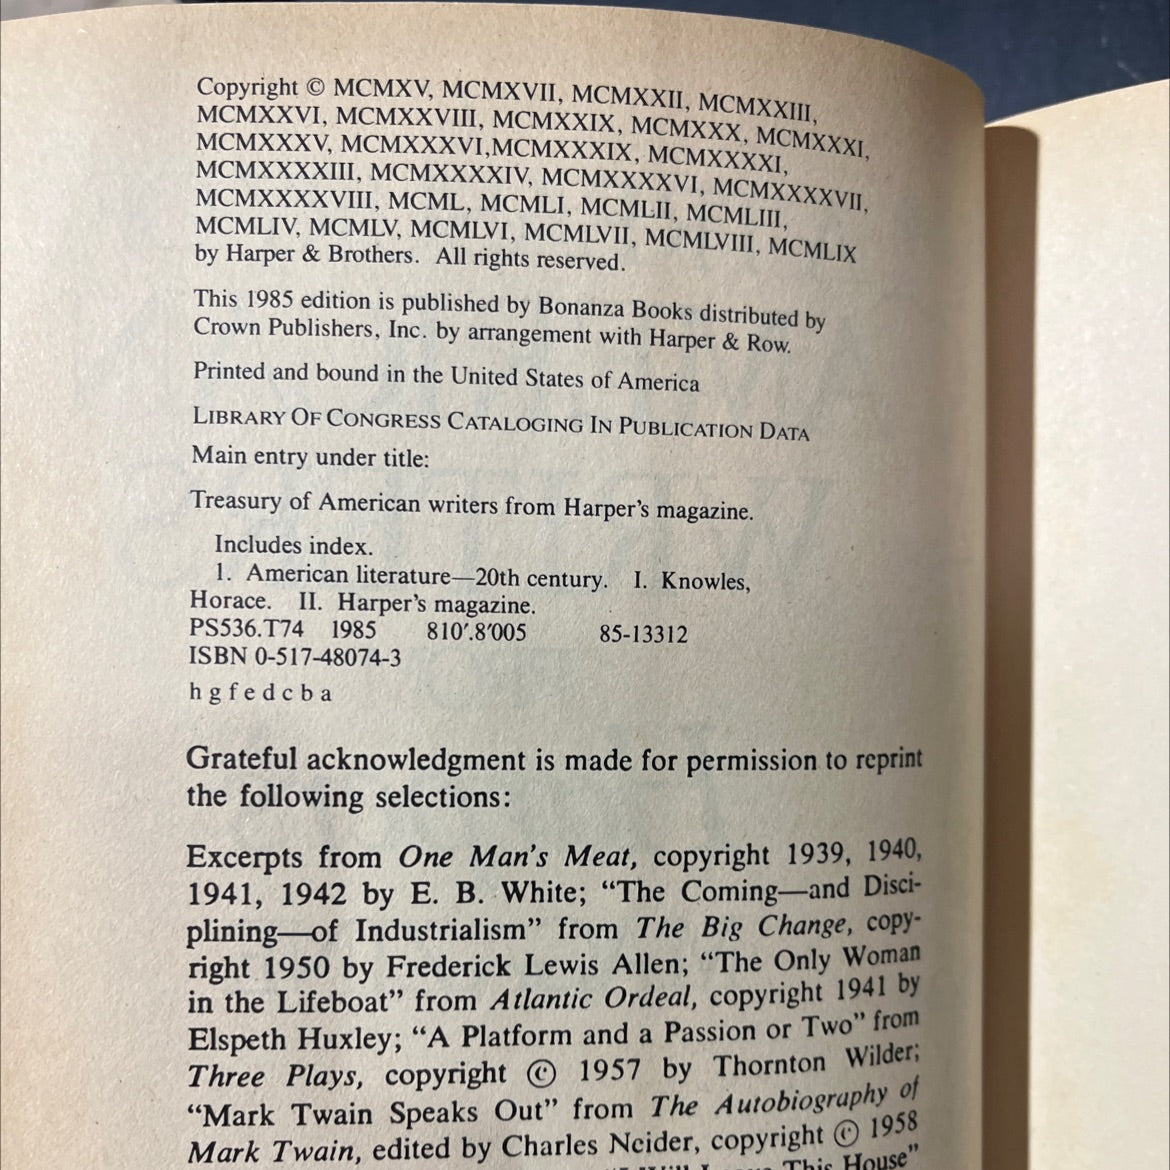 Copyright © MCMXV, MCMXVII, MCMXXII, MCMXXIII,
MCMXXVI, MCMXXVIII, MCMXXIX, MCMXXX, MCMXXXI,
MCMXXXV, MCMXXXVI,MCMXXXIX, MCMXXXXI,
MCMXXXXIII, MCMXXXXIV, MCMXXXXVI, MCMXXXXVII,
MCMXXXXVIII, MCML, MCMLI, MCMLII, MCMLIII,
MCMLIV, MCMLV, MCMLVI, MCMLVII, MCMLVIII, MCMLIX
by Harper & Brothers. All rights reserved.
This 1985 edition is published by Bonanza Books distributed by
Crown Publishers, Inc. by arrangement with Harper & Row.
Printed and bound in the United States of America
LIBRARY OF CONGRESS CATALOGING IN PUBLICATION DATA
Main entry under title:
Treasury of American writers from Harper's magazine.
Includes index.
1. American literature—20th century. I. Knowles,
Horace. II. Harper's magazine.
PS536.T74 1985 810′.8′005 85-13312
ISBN 0-517-48074-3
h g f e d c b a
Grateful acknowledgment is made for permission to reprint
the following selections:
Excerpts from One Man's Meat, copyright 1939, 1940,
1941, 1942 by E. B. White; “The Coming—and Disci-
plining—of Industrialism” from The Big Change, copy-
right 1950 by Frederick Lewis Allen; “The Only Woman
in the Lifeboat” from Atlantic Ordeal, copyright 1941 by
Elspeth Huxley; “A Platform and a Passion or Two” from
Three Plays, copyright © 1957 by Thornton Wilder;
“Mark Twain Speaks Out” from The Autobiography of
Mark Twain, edited by Charles Neider, copyright © 1958
This House”